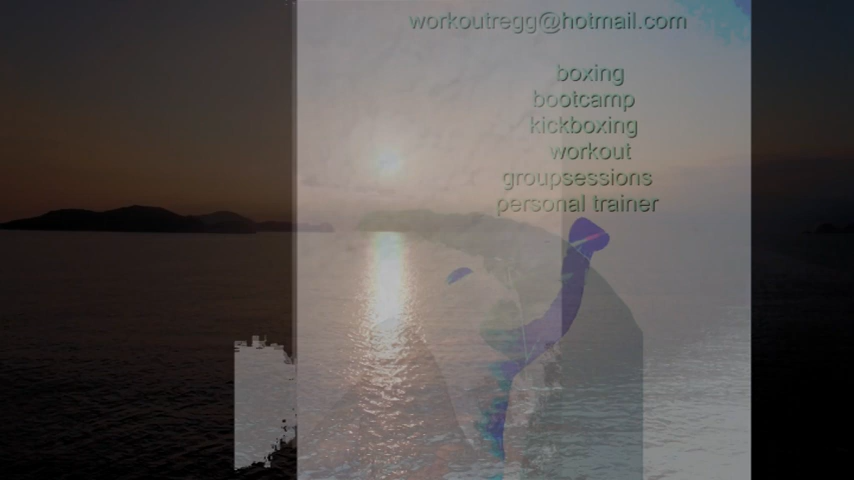 workoutregg@hotmail.com
boxing
bootcamp
kickboxing
workout
groupsessions
personal trainer